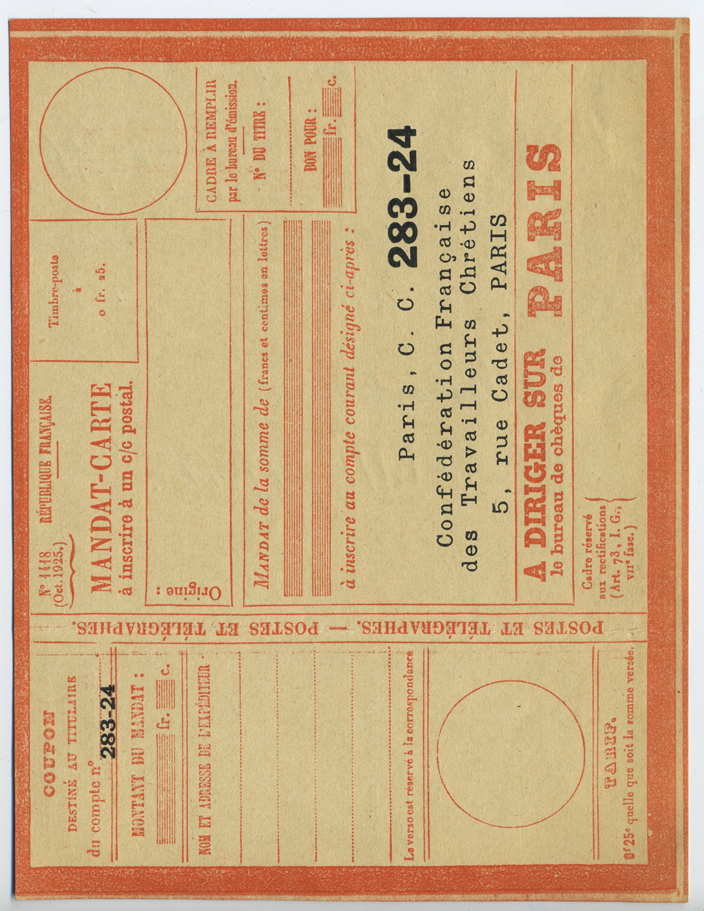 COUPON
DESTINÉ AU TITULAIRE
du compte n° 283-24
MONTANT DU MANDAT :
fr. c.
NOM ET ADRESSE DE L'EXPÉDITEUR.
Le verso est réservé à la correspondance
TARIF.
0f 25c quelle que soit la somme versée.
POSTES ET TÉLÉGRAPHES. — POSTES ET TÉLÉGRAPHES.
N° 1418
(Oct. 1925.)
RÉPUBLIQUE FRANÇAISE.
MANDAT-CARTE
à inscrire à un c/c postal.
Timbre-poste
à
0 fr. 25.
Origine :
CADRE À REMPLIR
par le bureau d'émission.
N° DU TITRE :
BON POUR :
fr. c.
MANDAT de la somme de (francs et centimes en lettres)
à inscrire au compte courant désigné ci-après :
Paris, C. C. 283-24
Confédération Française
des Travailleurs Chrétiens
5, rue Cadet, PARIS
A DIRIGER SUR
le bureau de chèques de PARIS
Cadre réservé
aux rectifications
(Art. 73, I. G.,
VIIe fasc.)